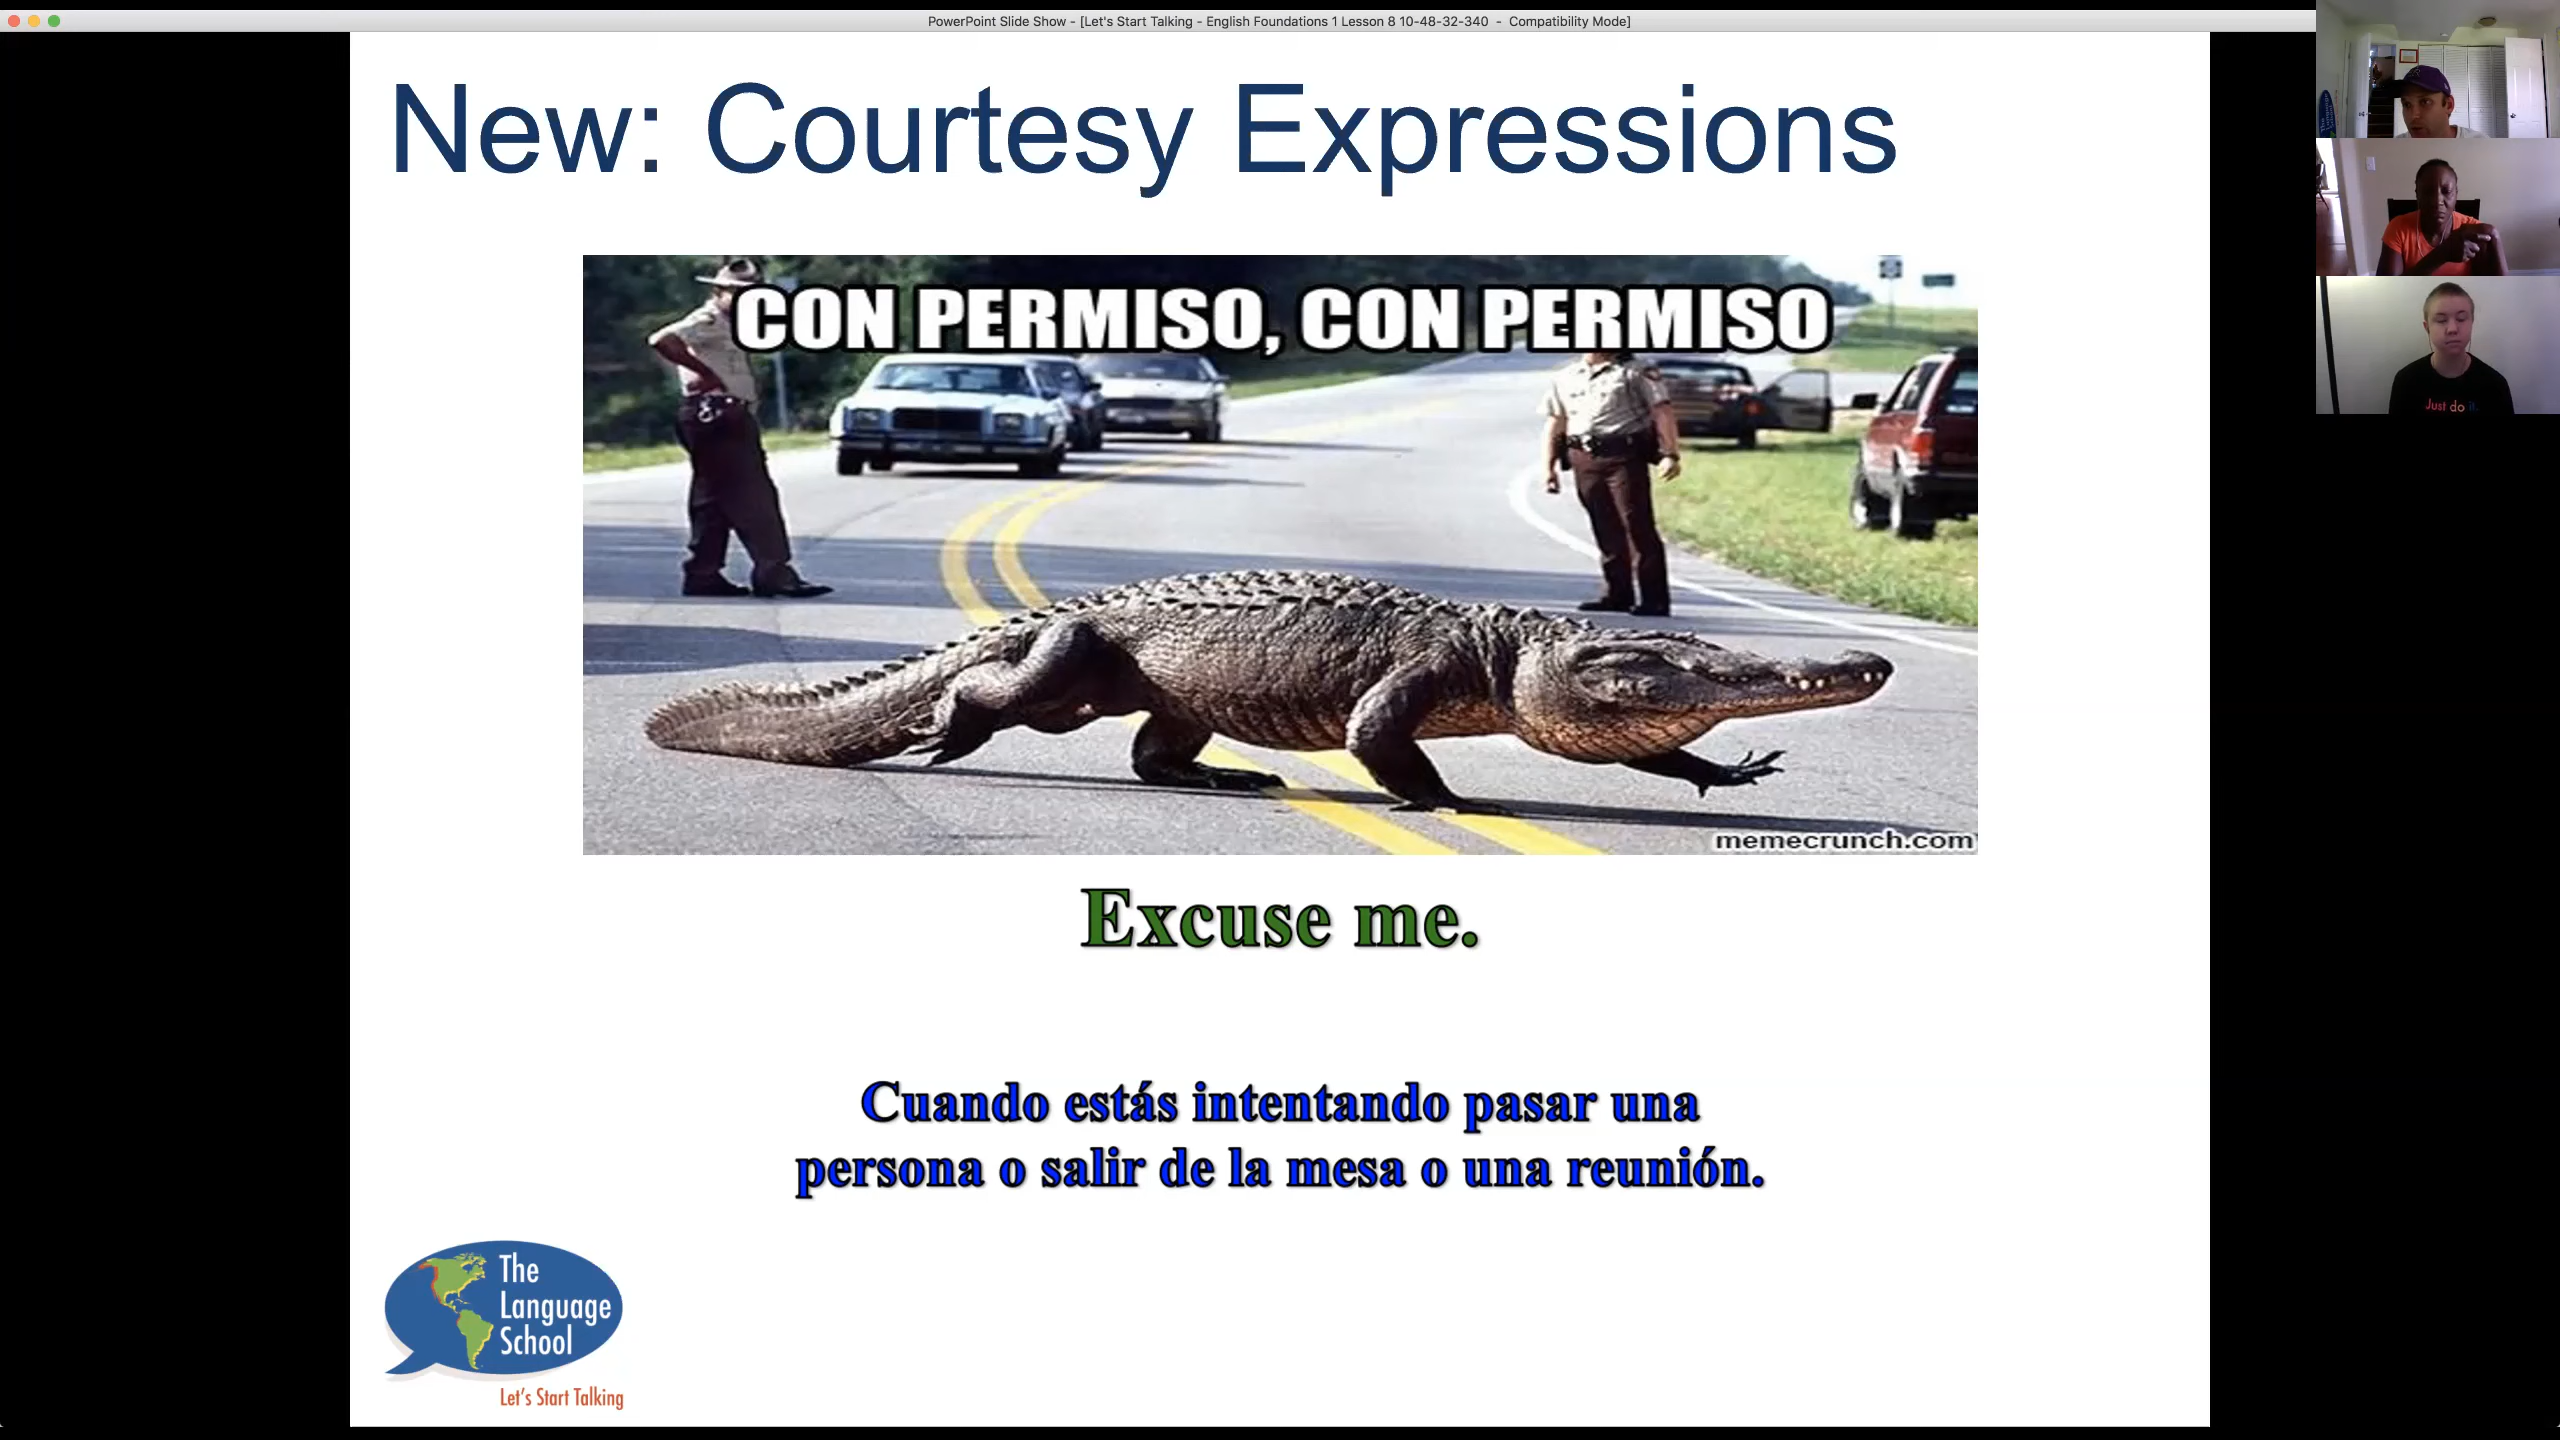 PowerPoint Slide Show - [Let's Start Talking - English Foundations 1 Lesson 8 10-48-32-340 - Compatibility Mode]
New: Courtesy Expressions
CON PERMISO, CON PERMISO
memecrunch.com
Excuse me.
Cuando estás intentando pasar una
persona o salir de la mesa o una reunión.
The
Language
School
Let's Start Talking
Just do it.